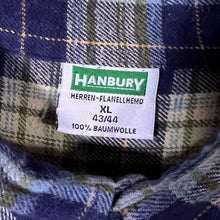 HANBURY
HERREN-FLANELLHEMD
XL
43/44
100% BAUMWOLLE